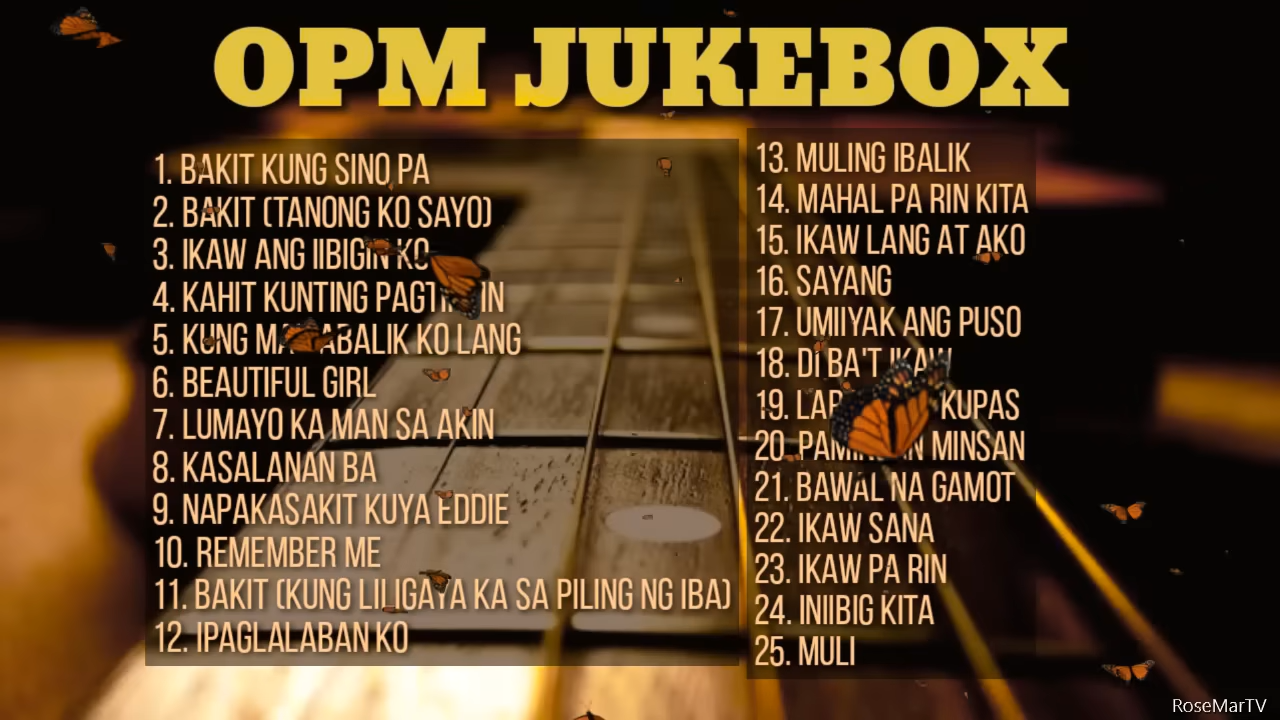 OPM JUKEBOX
1. BAKIT KUNG SINO PA
2. BAKIT (TANONG KO SAYO)
3. IKAW ANG IIBIGIN KO
4. KAHIT KUNTING
5. KUNG KO LANG
6. BEAUTIFUL GIRL
7. LUMAYO KA MAN SA AKIN
8. KASALANAN BA
9. NAPAKASAKIT KUYA EDDIE
10. REMEMBER ME
11. BAKIT (KUNG LILIGAYA KA SA PILING NG IBA)
12. IPAGLALABAN KO
13. MULING IBALIK
14. MAHAL PA RIN KITA
15. IKAW LANG AT AKO
16. SAYANG
17. UMIIYAK ANG PUSO
18. DI BA'T IKAW
19. KUPAS
20. MINSAN
21. BAWAL NA GAMOT
22. IKAW SANA
23. IKAW PA RIN
24. INIIBIG KITA
25. MULI
RoseMarTV